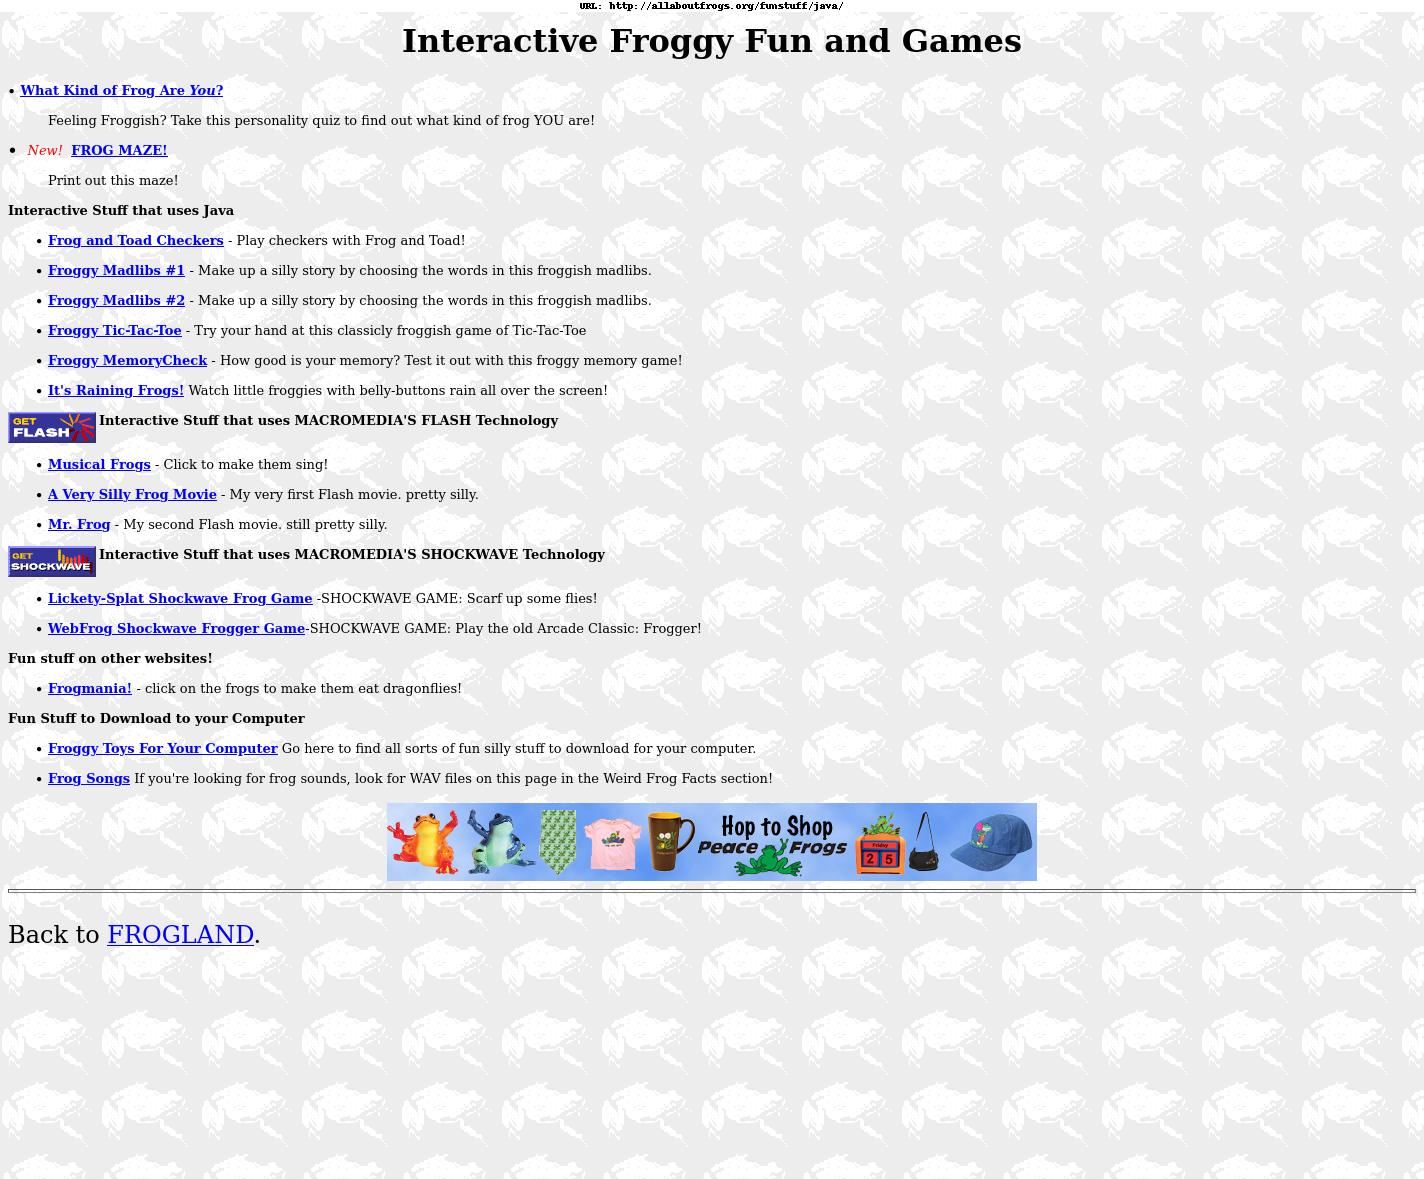 URL: http://allaboutfrogs.org/funstuff/java/
Interactive Froggy Fun and Games
• What Kind of Frog Are You?
Feeling Froggish? Take this personality quiz to find out what kind of frog YOU are!
• New! FROG MAZE!
Print out this maze!
Interactive Stuff that uses Java
• Frog and Toad Checkers - Play checkers with Frog and Toad!
• Froggy Madlibs #1 - Make up a silly story by choosing the words in this froggish madlibs.
• Froggy Madlibs #2 - Make up a silly story by choosing the words in this froggish madlibs.
• Froggy Tic-Tac-Toe - Try your hand at this classicly froggish game of Tic-Tac-Toe
• Froggy MemoryCheck - How good is your memory? Test it out with this froggy memory game!
• It's Raining Frogs! Watch little froggies with belly-buttons rain all over the screen!
GET FLASH Interactive Stuff that uses MACROMEDIA'S FLASH Technology
• Musical Frogs - Click to make them sing!
• A Very Silly Frog Movie - My very first Flash movie. pretty silly.
• Mr. Frog - My second Flash movie. still pretty silly.
GET SHOCKWAVE Interactive Stuff that uses MACROMEDIA'S SHOCKWAVE Technology
• Lickety-Splat Shockwave Frog Game -SHOCKWAVE GAME: Scarf up some flies!
• WebFrog Shockwave Frogger Game-SHOCKWAVE GAME: Play the old Arcade Classic: Frogger!
Fun stuff on other websites!
• Frogmania! - click on the frogs to make them eat dragonflies!
Fun Stuff to Download to your Computer
• Froggy Toys For Your Computer Go here to find all sorts of fun silly stuff to download for your computer.
• Frog Songs If you're looking for frog sounds, look for WAV files on this page in the Weird Frog Facts section!
Hop to Shop
Peace Frogs
Friday
25
Back to FROGLAND.